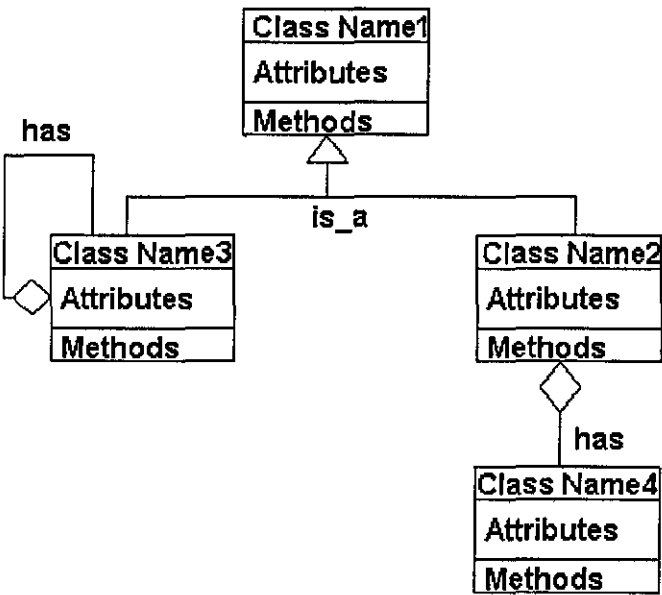 Class Name1
Attributes
Methods
has
is_a
Class Name3
Attributes
Methods
Class Name2
Attributes
Methods
has
Class Name4
Attributes
Methods